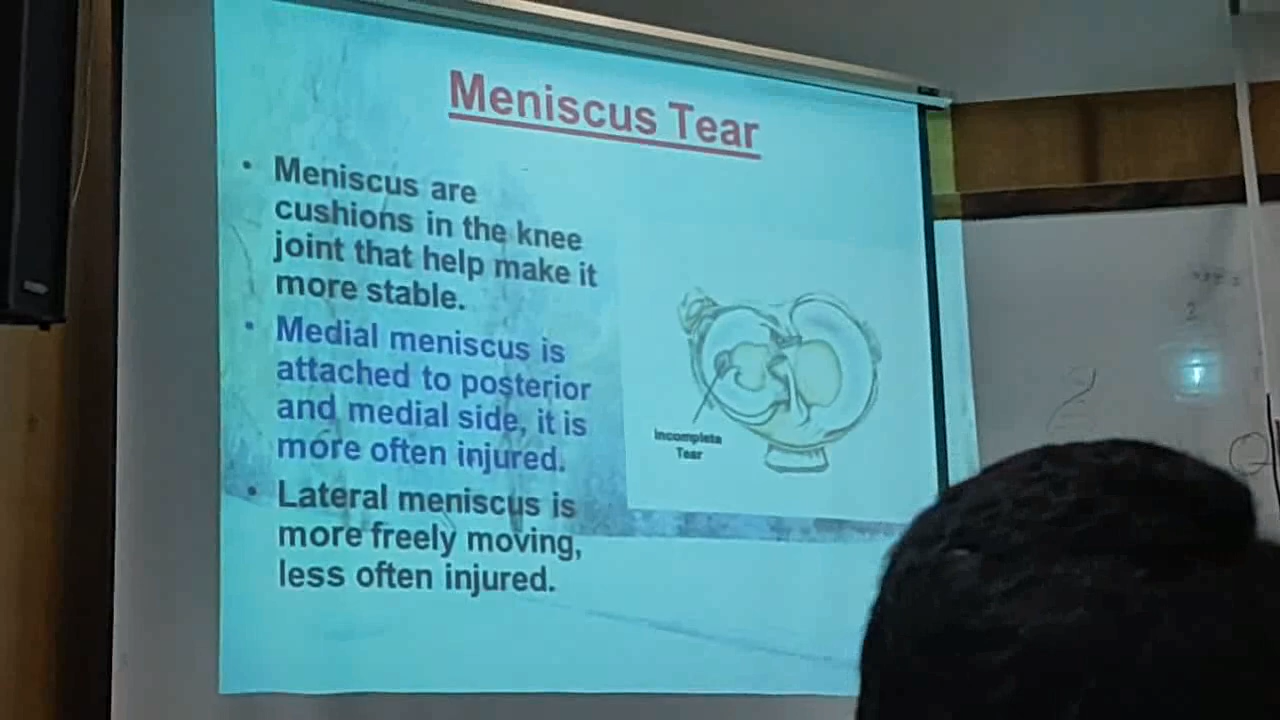 Meniscus Tear
• Meniscus are
cushions in the knee
joint that help make it
more stable.
• Medial meniscus is
attached to posterior
and medial side, it is
more often injured.
• Lateral meniscus is
more freely moving,
less often injured.
Incomplete
Tear
2